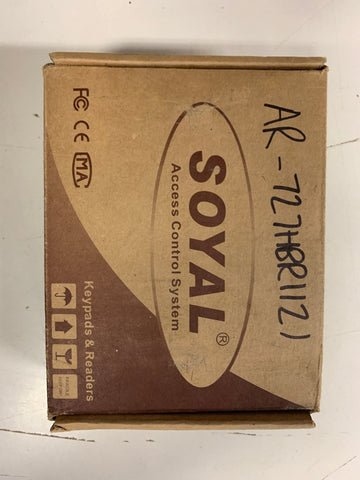 AR-727HBR1121
SOYAL®
Access Control System
FC CE MA
Keypads & Readers